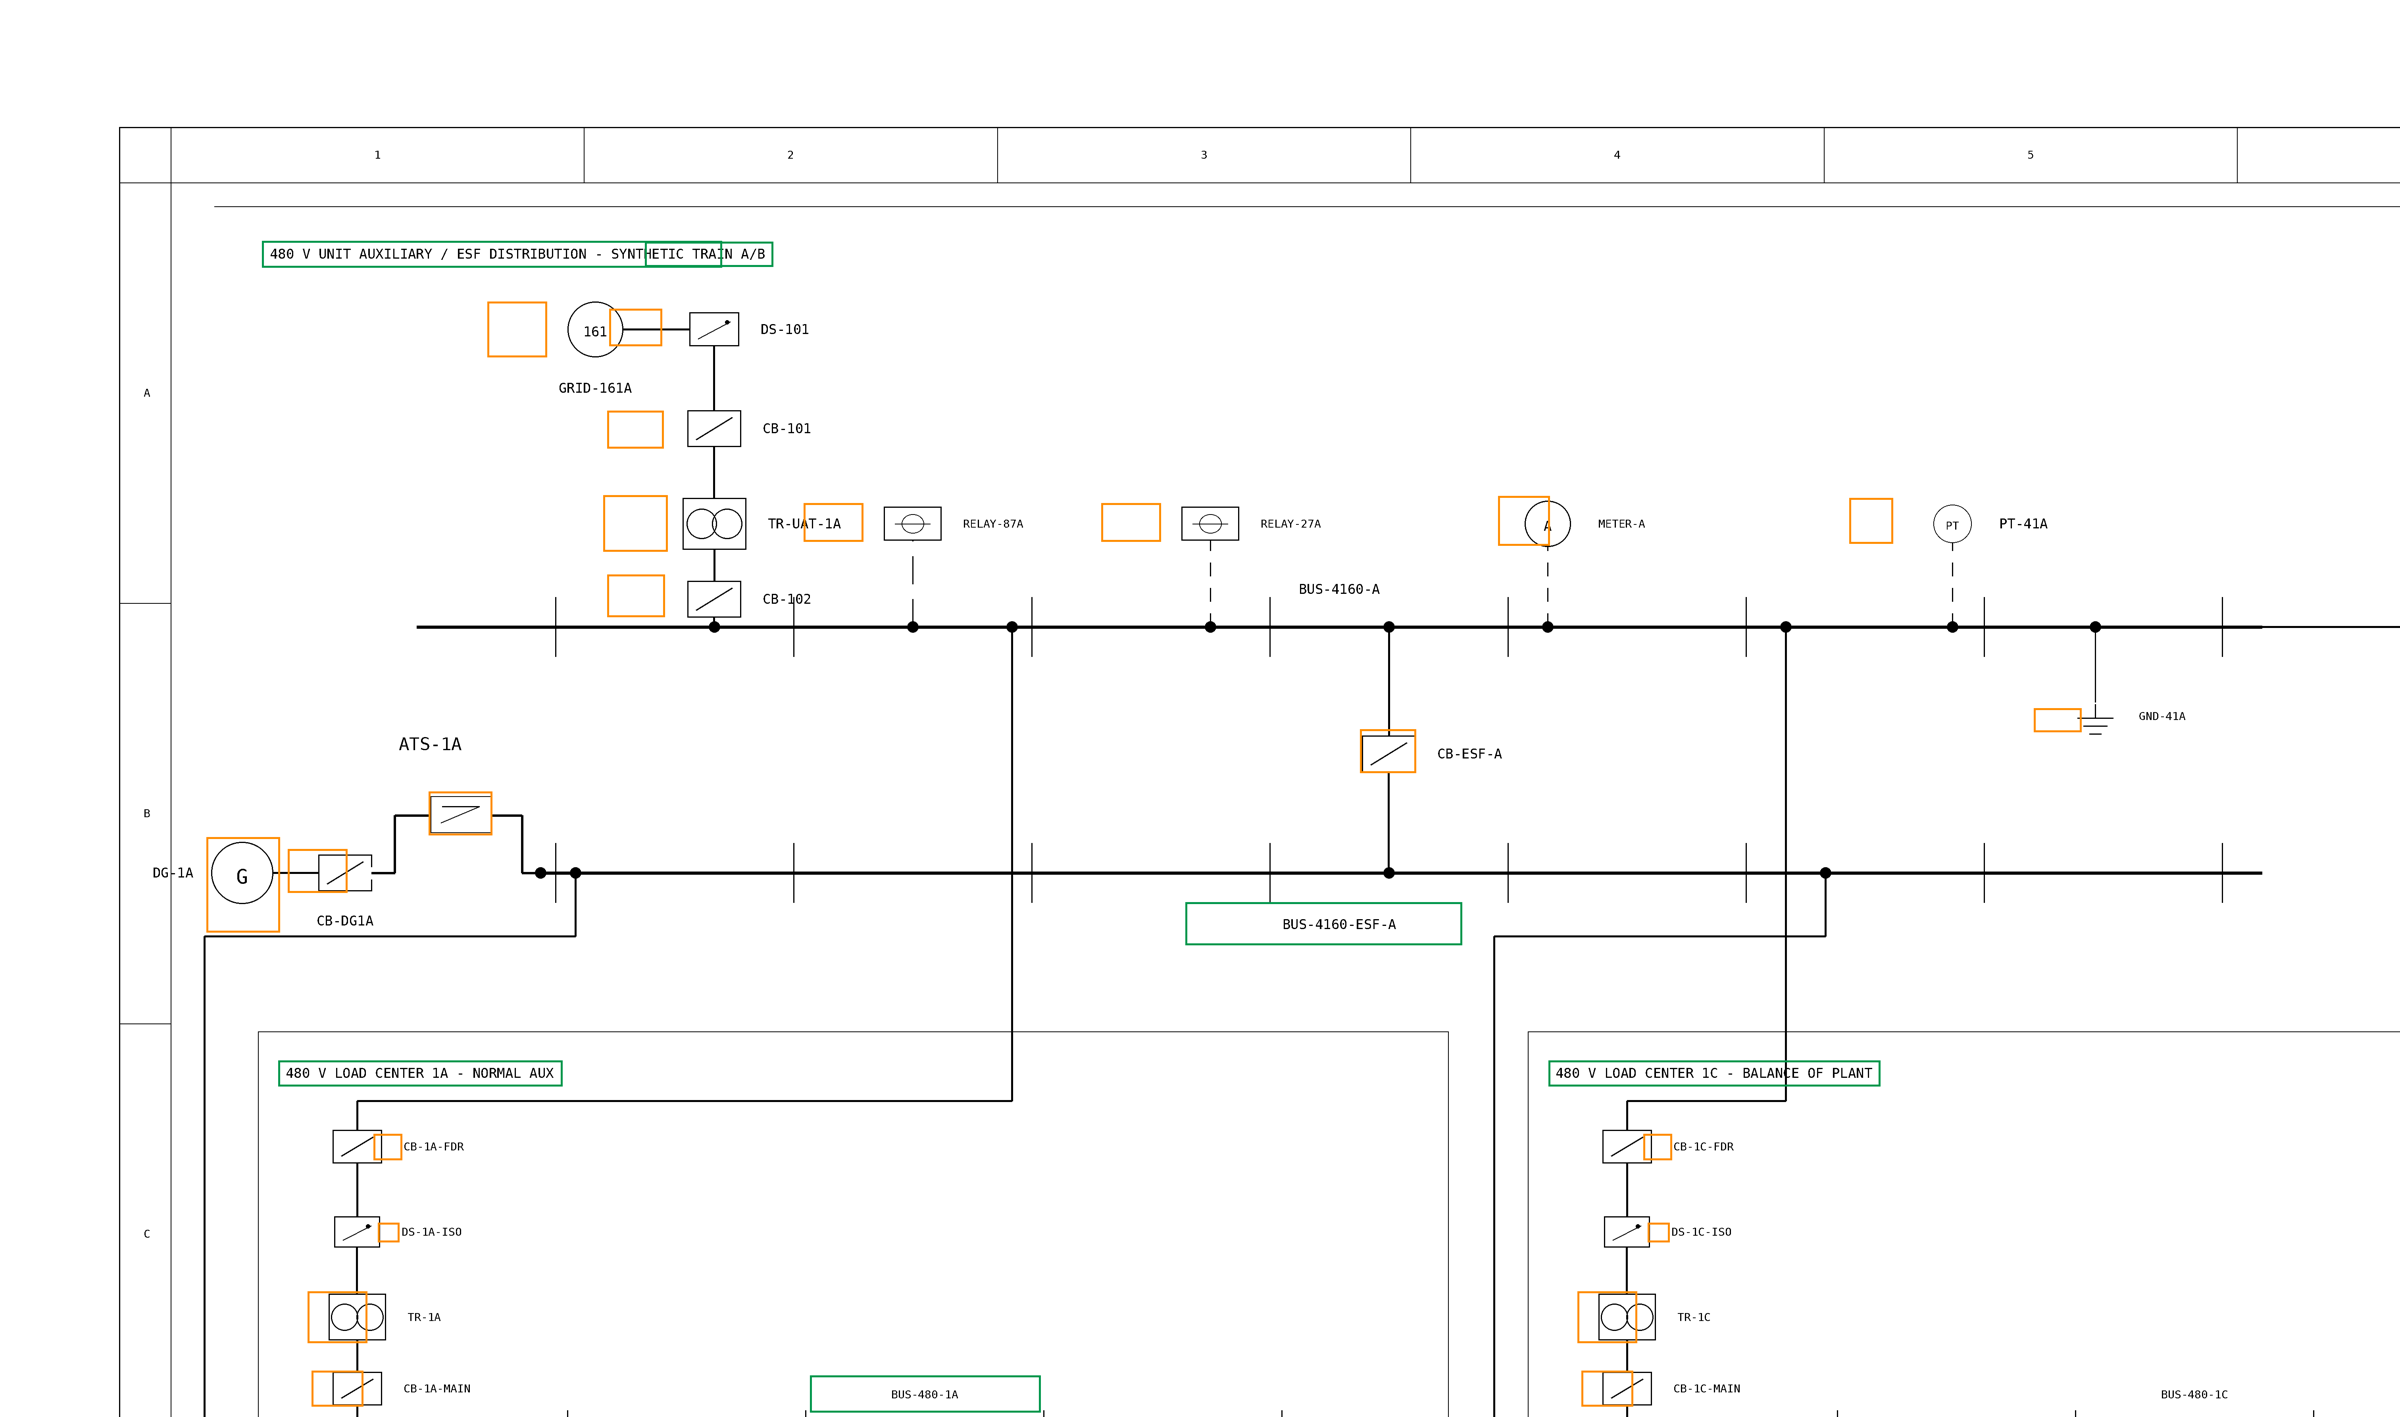 1 2 3 4 5
480 V UNIT AUXILIARY / ESF DISTRIBUTION - SYNTHETIC TRAIN A/B
161
DS-101
GRID-161A
A
CB-101
TR-UAT-1A
RELAY-87A
RELAY-27A
A
METER-A
PT
PT-41A
BUS-4160-A
CB-102
GND-41A
ATS-1A
CB-ESF-A
B
DG-1A
G
CB-DG1A
BUS-4160-ESF-A
480 V LOAD CENTER 1A - NORMAL AUX
480 V LOAD CENTER 1C - BALANCE OF PLANT
CB-1A-FDR
CB-1C-FDR
C
DS-1A-ISO
DS-1C-ISO
TR-1A
TR-1C
CB-1A-MAIN
BUS-480-1A
CB-1C-MAIN
BUS-480-1C